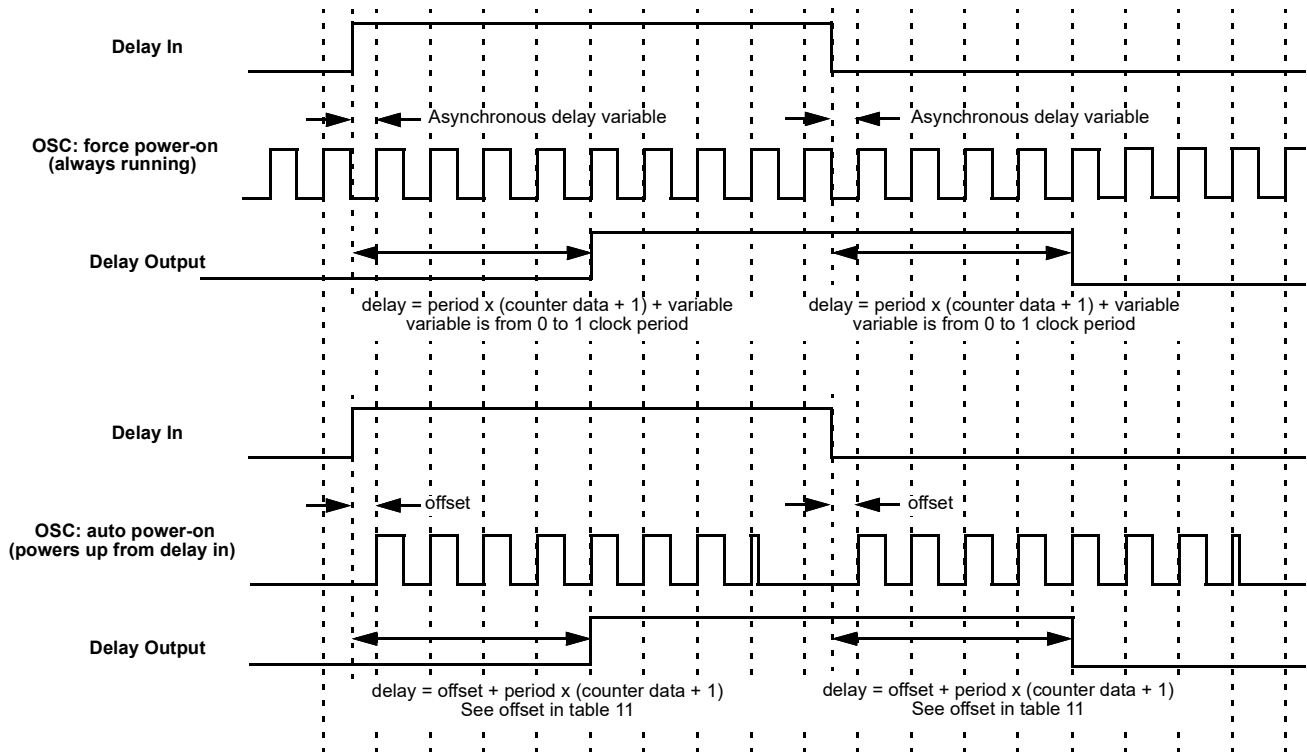 Delay In
Asynchronous delay variable
Asynchronous delay variable
OSC: force power-on
(always running)
Delay Output
delay = period x (counter data + 1) + variable
variable is from 0 to 1 clock period
delay = period x (counter data + 1) + variable
variable is from 0 to 1 clock period
Delay In
offset
offset
OSC: auto power-on
(powers up from delay in)
Delay Output
delay = offset + period x (counter data + 1)
See offset in table 11
delay = offset + period x (counter data + 1)
See offset in table 11